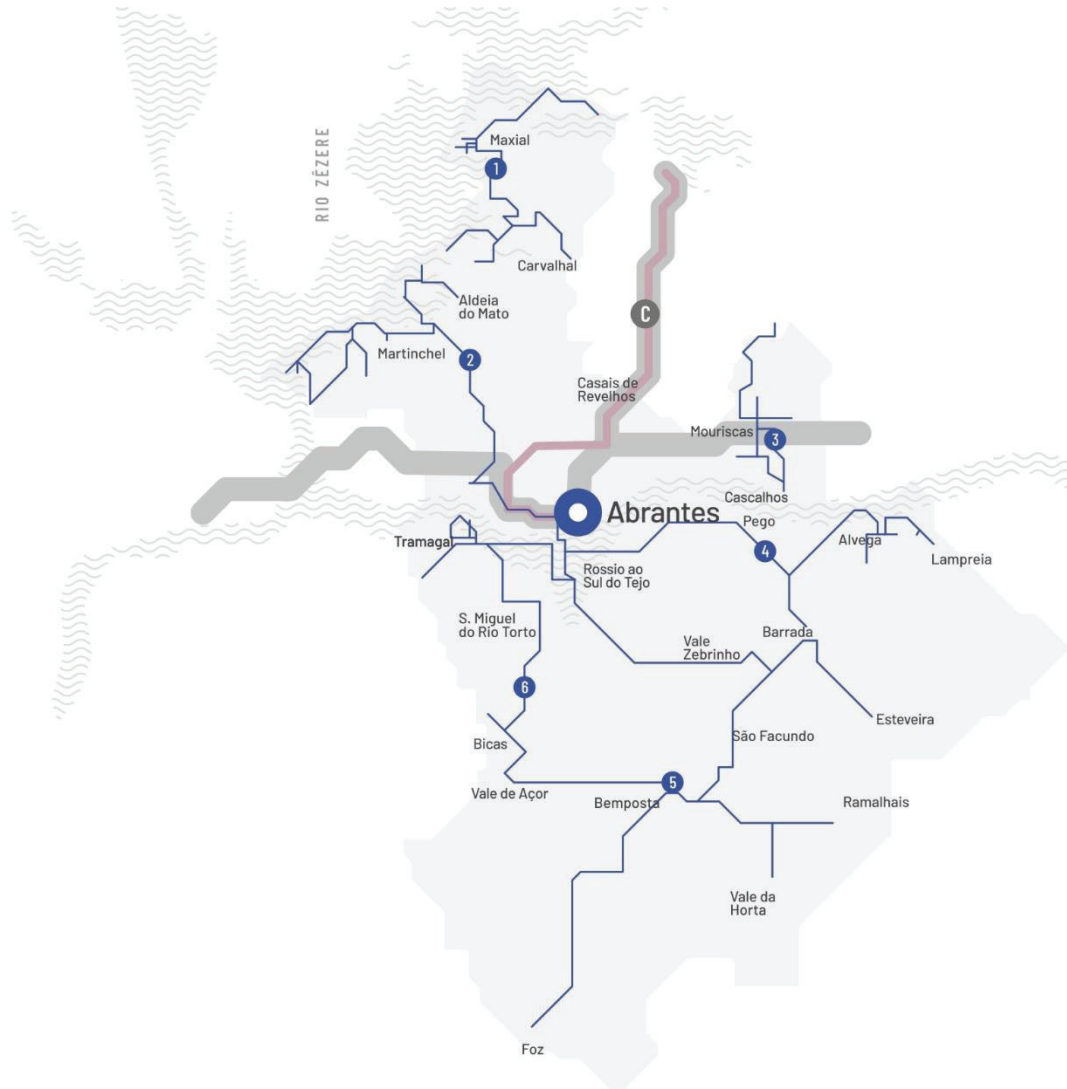 RIO ZÊZERE
Maxial
1
Carvalhal
Aldeia
do Mato
C
Martinchel
2
Casais de
Revelhos
Mouriscas
3
Cascalhos
Abrantes
Pego
Tramagal
4
Alvega
Lampreia
Rossio ao
Sul do Tejo
S. Miguel
do Rio Torto
Vale
Zebrinho
Barrada
6
Esteveira
Bicas
São Facundo
Vale de Açor
5
Bemposta
Ramalhais
Vale da
Horta
Foz